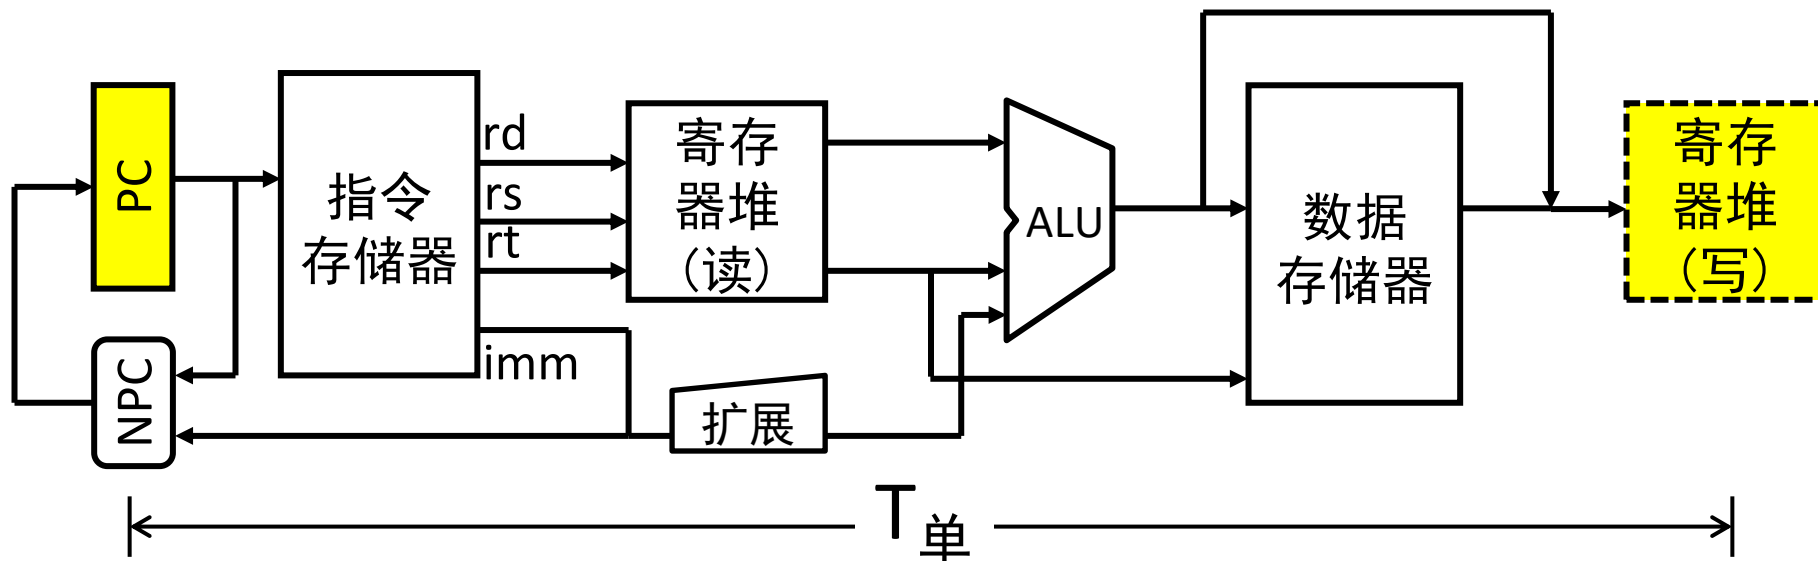 PC
NPC
指令
存储器
rd
rs
rt
imm
寄存
器堆
（读）
扩展
ALU
数据
存储器
寄存
器堆
（写）
T单